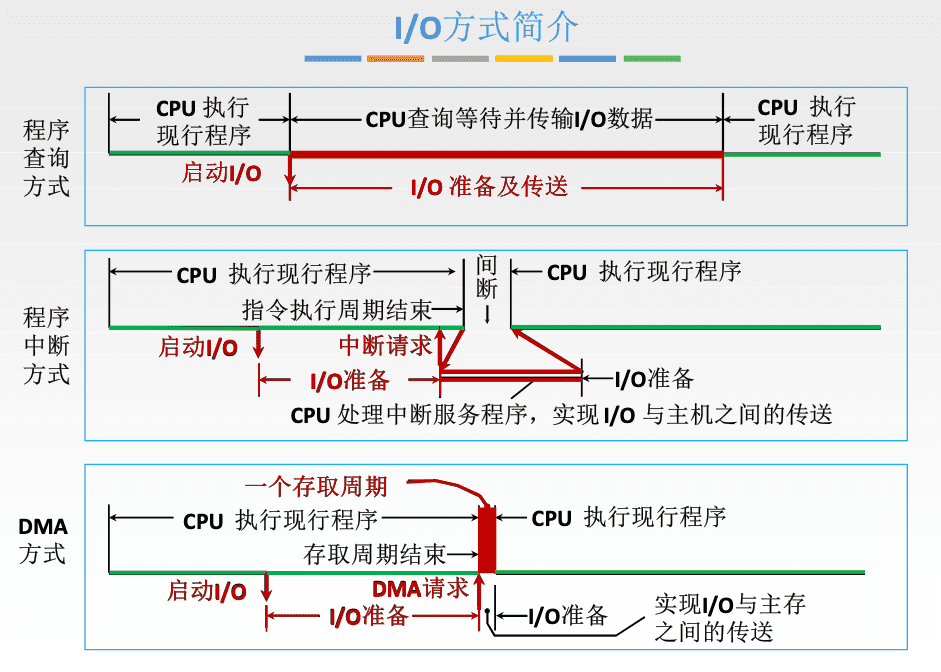 I/O方式简介
程序
查询
方式
CPU 执行
现行程序
CPU查询等待并传输I/O数据
CPU 执行
现行程序
启动I/O
I/O 准备及传送
程序
中断
方式
CPU 执行现行程序
间
断
CPU 执行现行程序
指令执行周期结束
启动I/O
中断请求
I/O准备
I/O准备
CPU 处理中断服务程序，实现 I/O 与主机之间的传送
DMA
方式
一个存取周期
CPU 执行现行程序
CPU 执行现行程序
存取周期结束
启动I/O
DMA请求
I/O准备
I/O准备
实现I/O与主存
之间的传送